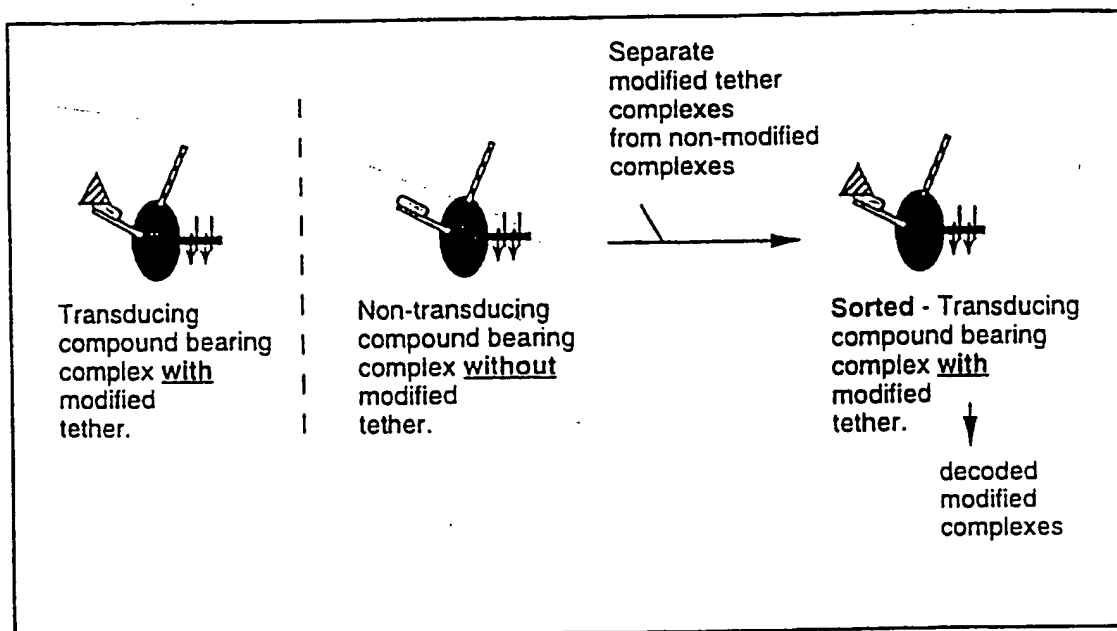 Separate
modified tether
complexes
from non-modified
complexes
Transducing
compound bearing
complex with
modified
tether.
Non-transducing
compound bearing
complex without
modified
tether.
Sorted - Transducing
compound bearing
complex with
modified
tether.
decoded
modified
complexes